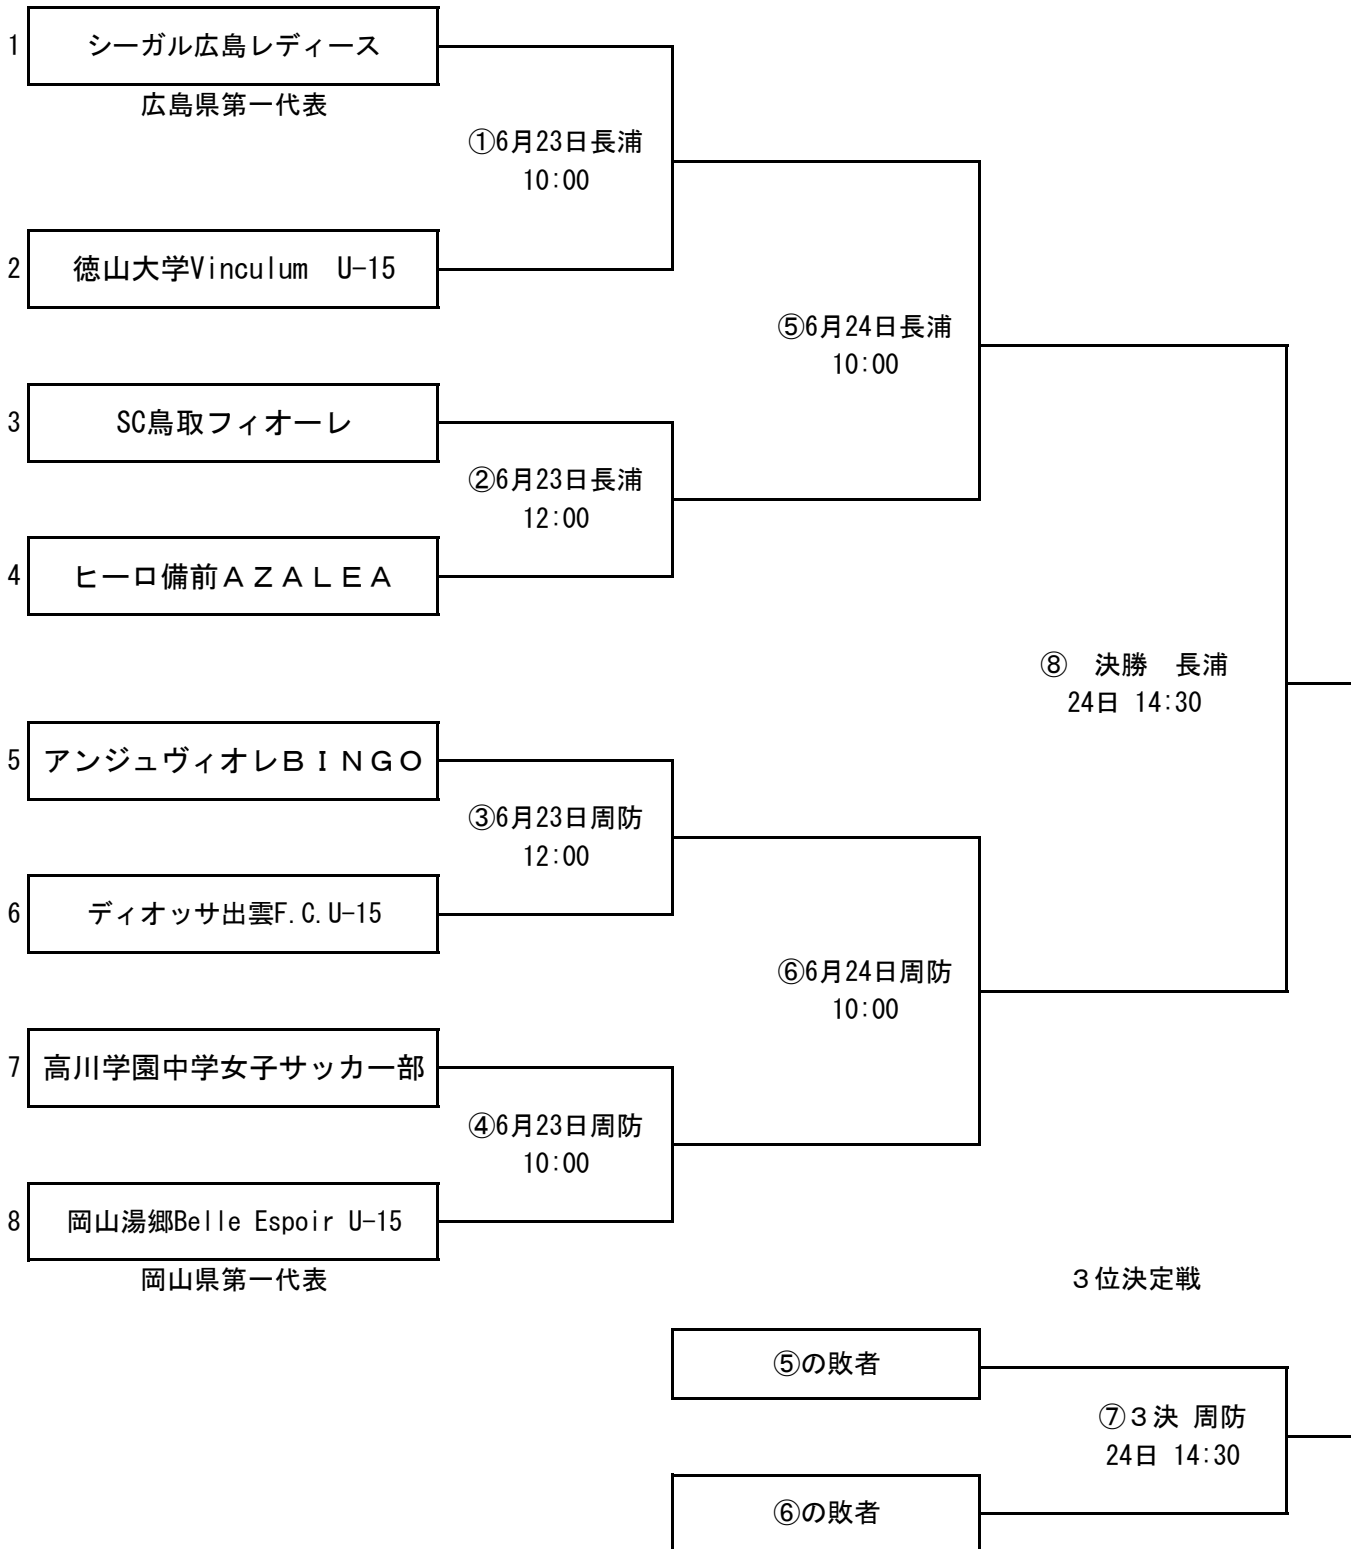 1
シーガル広島レディース
広島県第一代表
①6月23日長浦
10:00
2
徳山大学Vinculum　U-15
⑤6月24日長浦
10:00
3
SC鳥取フィオーレ
②6月23日長浦
12:00
4
ヒーロ備前ＡＺＡＬＥＡ
⑧　決勝　長浦
24日 14:30
5
アンジュヴィオレＢＩＮＧＯ
③6月23日周防
12:00
6
ディオッサ出雲F.C.U-15
⑥6月24日周防
10:00
7
高川学園中学女子サッカー部
④6月23日周防
10:00
8
岡山湯郷Belle Espoir U-15
岡山県第一代表
３位決定戦
⑤の敗者
⑦３決 周防
24日 14:30
⑥の敗者